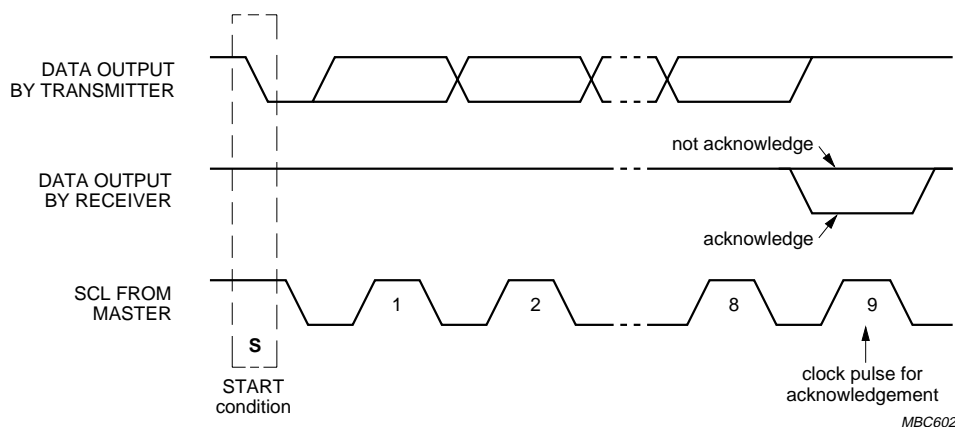 DATA OUTPUT
BY TRANSMITTER
not acknowledge
DATA OUTPUT
BY RECEIVER
acknowledge
SCL FROM
MASTER
1
2
8
9
S
START
condition
clock pulse for
acknowledgement
MBC602